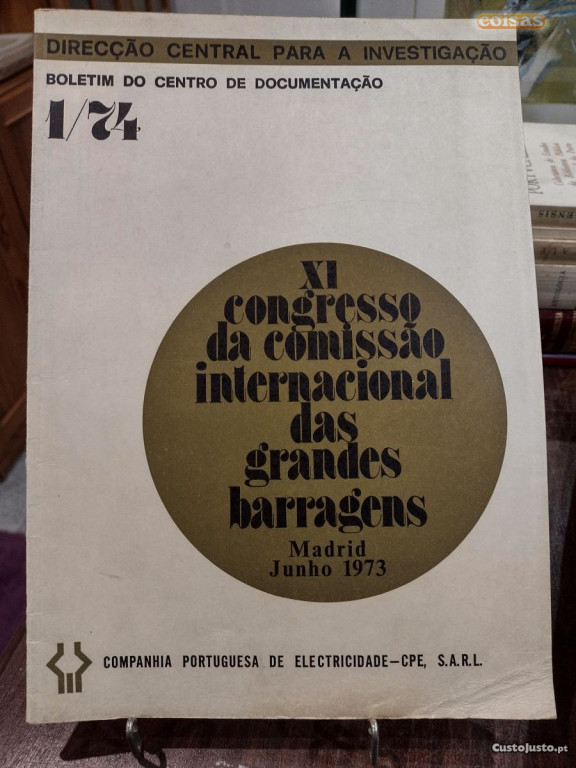 coisas
DIRECÇÃO CENTRAL PARA A INVESTIGAÇÃO
BOLETIM DO CENTRO DE DOCUMENTAÇÃO
1/74
XI
congresso
da comissão
internacional
das
grandes
barragens
Madrid
Junho 1973
COMPANHIA PORTUGUESA DE ELECTRICIDADE—CPE, S.A.R.L.
CustoJusto.pt